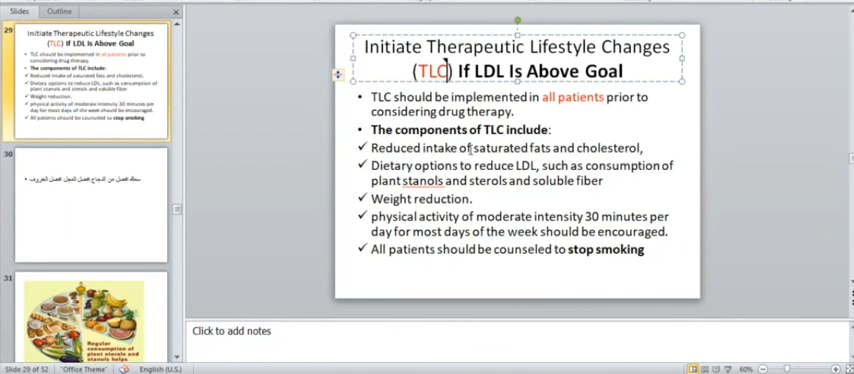 Slides
Outline
29
Initiate Therapeutic Lifestyle Changes
(TLC) If LDL Is Above Goal
TLC should be implemented in all patients prior to
considering drug therapy.
The components of TLC include:
Reduced intake of saturated fats and cholesterol,
Dietary options to reduce LDL, such as consumption of
plant stanols and sterols and soluble fiber
Weight reduction.
physical activity of moderate intensity 30 minutes per
day for most days of the week should be encouraged.
All patients should be counseled to stop smoking
30
سمك افضل من الدجاج افضل العجل افضل الخروف
31
Regular
consumption of
plant sterols and
stanols helps
Initiate Therapeutic Lifestyle Changes
(TLC) If LDL Is Above Goal
• TLC should be implemented in all patients prior to
considering drug therapy.
• The components of TLC include:
✓ Reduced intake of saturated fats and cholesterol,
✓ Dietary options to reduce LDL, such as consumption of
plant stanols and sterols and soluble fiber
✓ Weight reduction.
✓ physical activity of moderate intensity 30 minutes per
day for most days of the week should be encouraged.
✓ All patients should be counseled to stop smoking
Click to add notes
Slide 29 of 52
"Office Theme"
English (U.S.)
60%